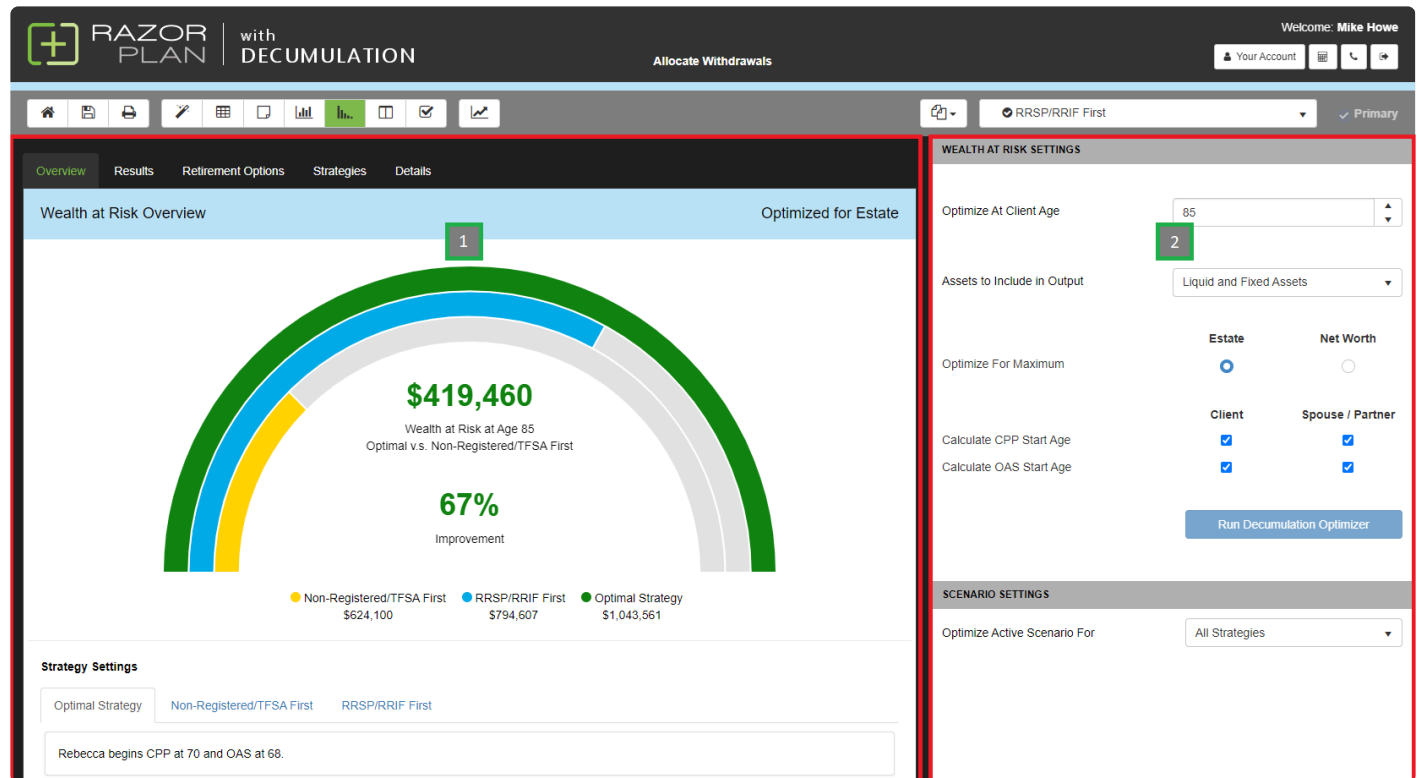 RAZOR PLAN
with DECUMULATION
Allocate Withdrawals
Welcome: Mike Howe
Your Account
RRSP/RRIF First
Primary
Overview Results Retirement Options Strategies Details
Wealth at Risk Overview Optimized for Estate
1
$419,460
Wealth at Risk at Age 85
Optimal v.s. Non-Registered/TFSA First
67%
Improvement
Non-Registered/TFSA First RRSP/RRIF First Optimal Strategy
$624,100 $794,607 $1,043,561
Strategy Settings
Optimal Strategy Non-Registered/TFSA First RRSP/RRIF First
Rebecca begins CPP at 70 and OAS at 68.
WEALTH AT RISK SETTINGS
Optimize At Client Age 85
2
Assets to Include in Output Liquid and Fixed Assets
Estate Net Worth
Optimize For Maximum
Client Spouse / Partner
Calculate CPP Start Age
Calculate OAS Start Age
Run Decumulation Optimizer
SCENARIO SETTINGS
Optimize Active Scenario For All Strategies